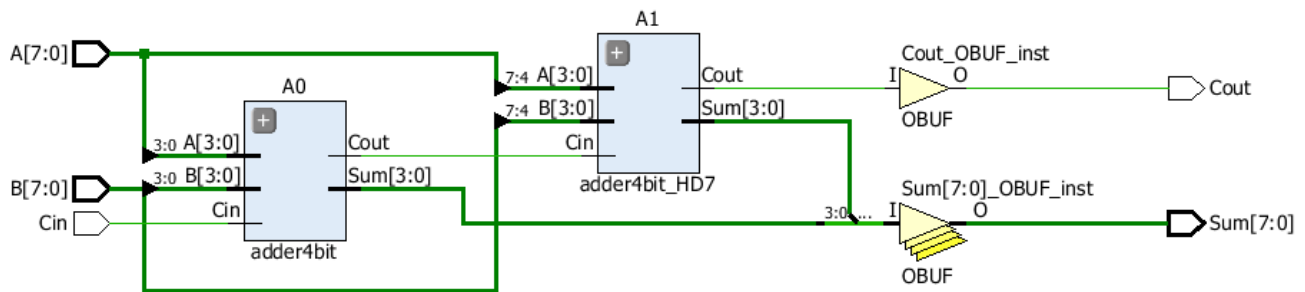 A1
A[7:0]
7:4 A[3:0]
Cout
Cout_OBUF_inst
I
O
Cout
OBUF
A0
7:4 B[3:0]
Sum[3:0]
3:0 A[3:0]
Cout
Cin
adder4bit_HD7
B[7:0]
3:0 B[3:0]
Sum[3:0]
Sum[7:0]_OBUF_inst
Cin
Cin
3:0 ...
I
O
Sum[7:0]
adder4bit
OBUF